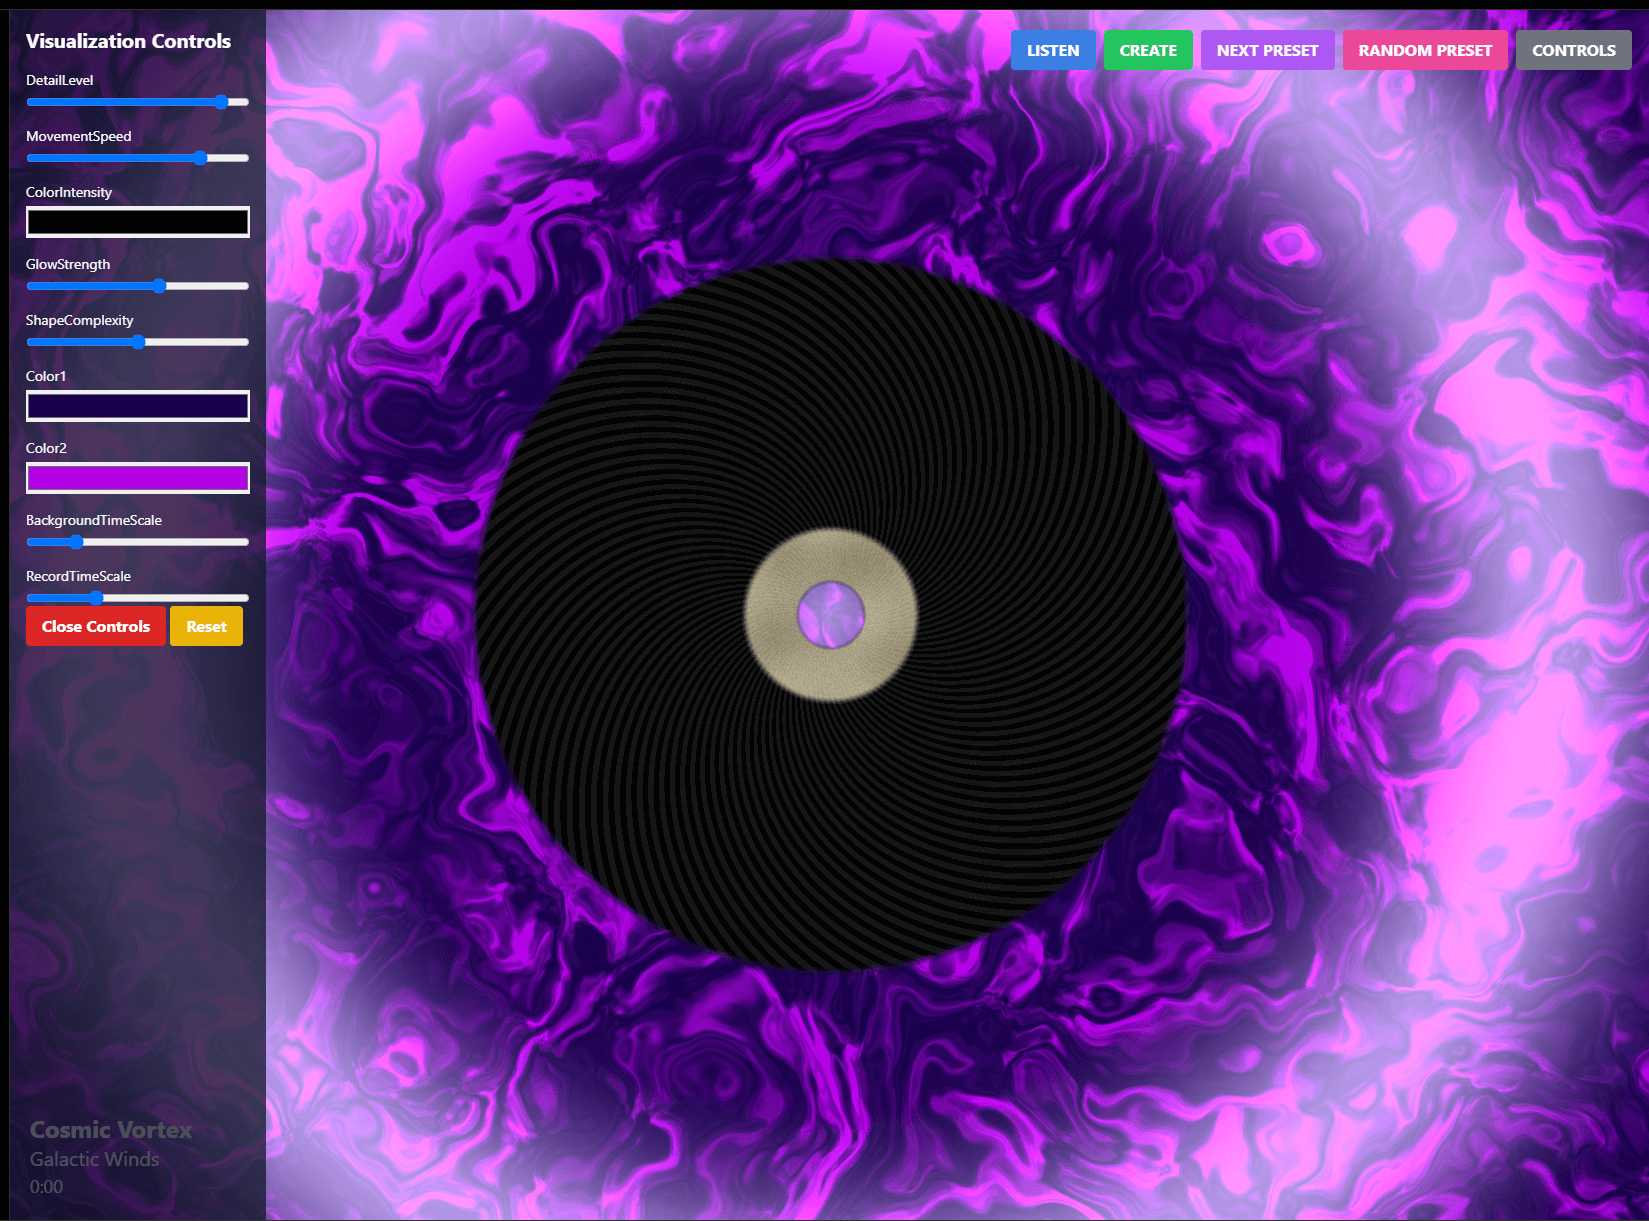 Visualization Controls
LISTEN
CREATE
NEXT PRESET
RANDOM PRESET
CONTROLS
DetailLevel
MovementSpeed
ColorIntensity
GlowStrength
ShapeComplexity
Color1
Color2
BackgroundTimeScale
RecordTimeScale
Close Controls
Reset
Cosmic Vortex
Galactic Winds
0:00